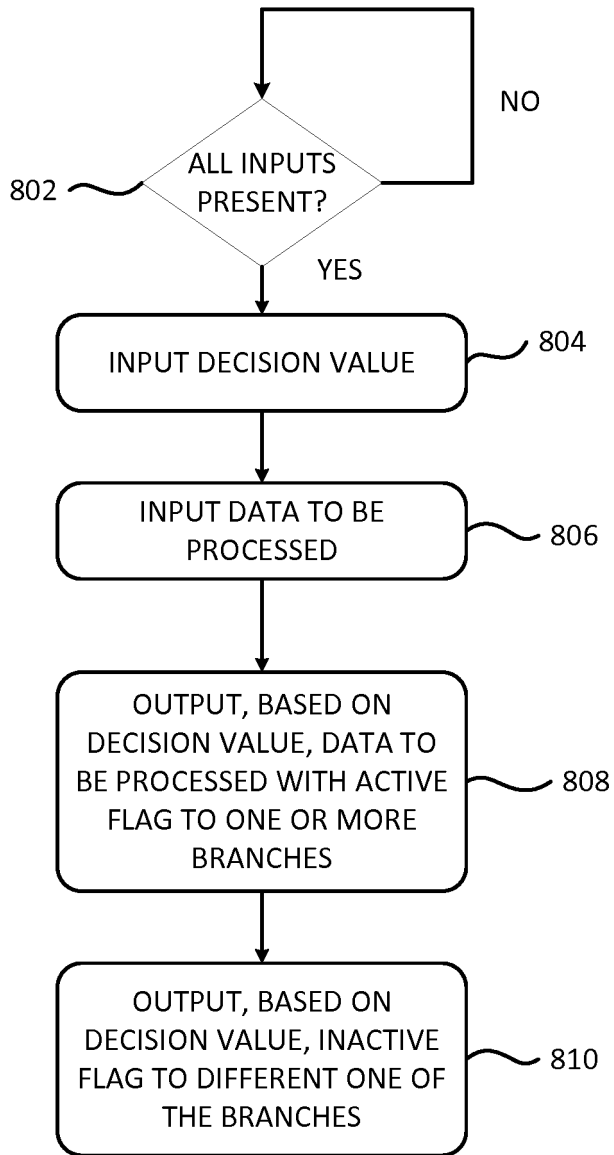 NO
ALL INPUTS
PRESENT?
802
YES
INPUT DECISION VALUE
804
INPUT DATA TO BE
PROCESSED
806
OUTPUT, BASED ON
DECISION VALUE, DATA TO
BE PROCESSED WITH ACTIVE
FLAG TO ONE OR MORE
BRANCHES
808
OUTPUT, BASED ON
DECISION VALUE, INACTIVE
FLAG TO DIFFERENT ONE OF
THE BRANCHES
810